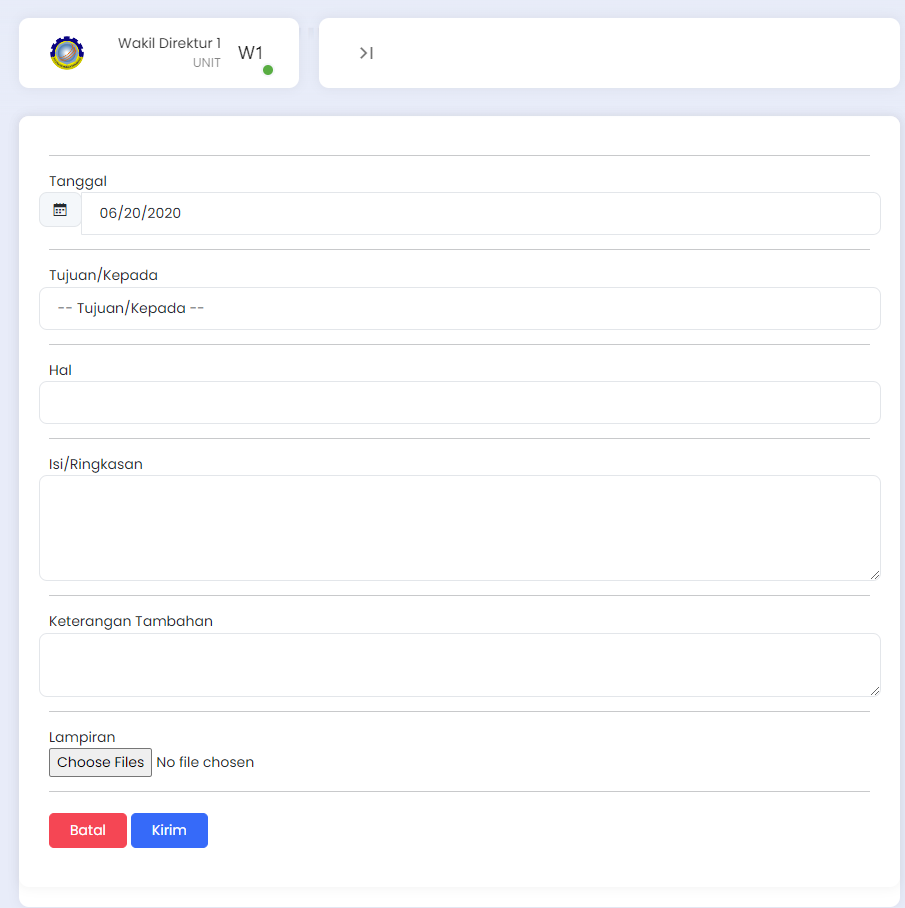 Wakil Direktur 1
UNIT
W1
Tanggal
06/20/2020
Tujuan/Kepada
-- Tujuan/Kepada --
Hal
Isi/Ringkasan
Keterangan Tambahan
Lampiran
Choose Files No file chosen
Batal Kirim